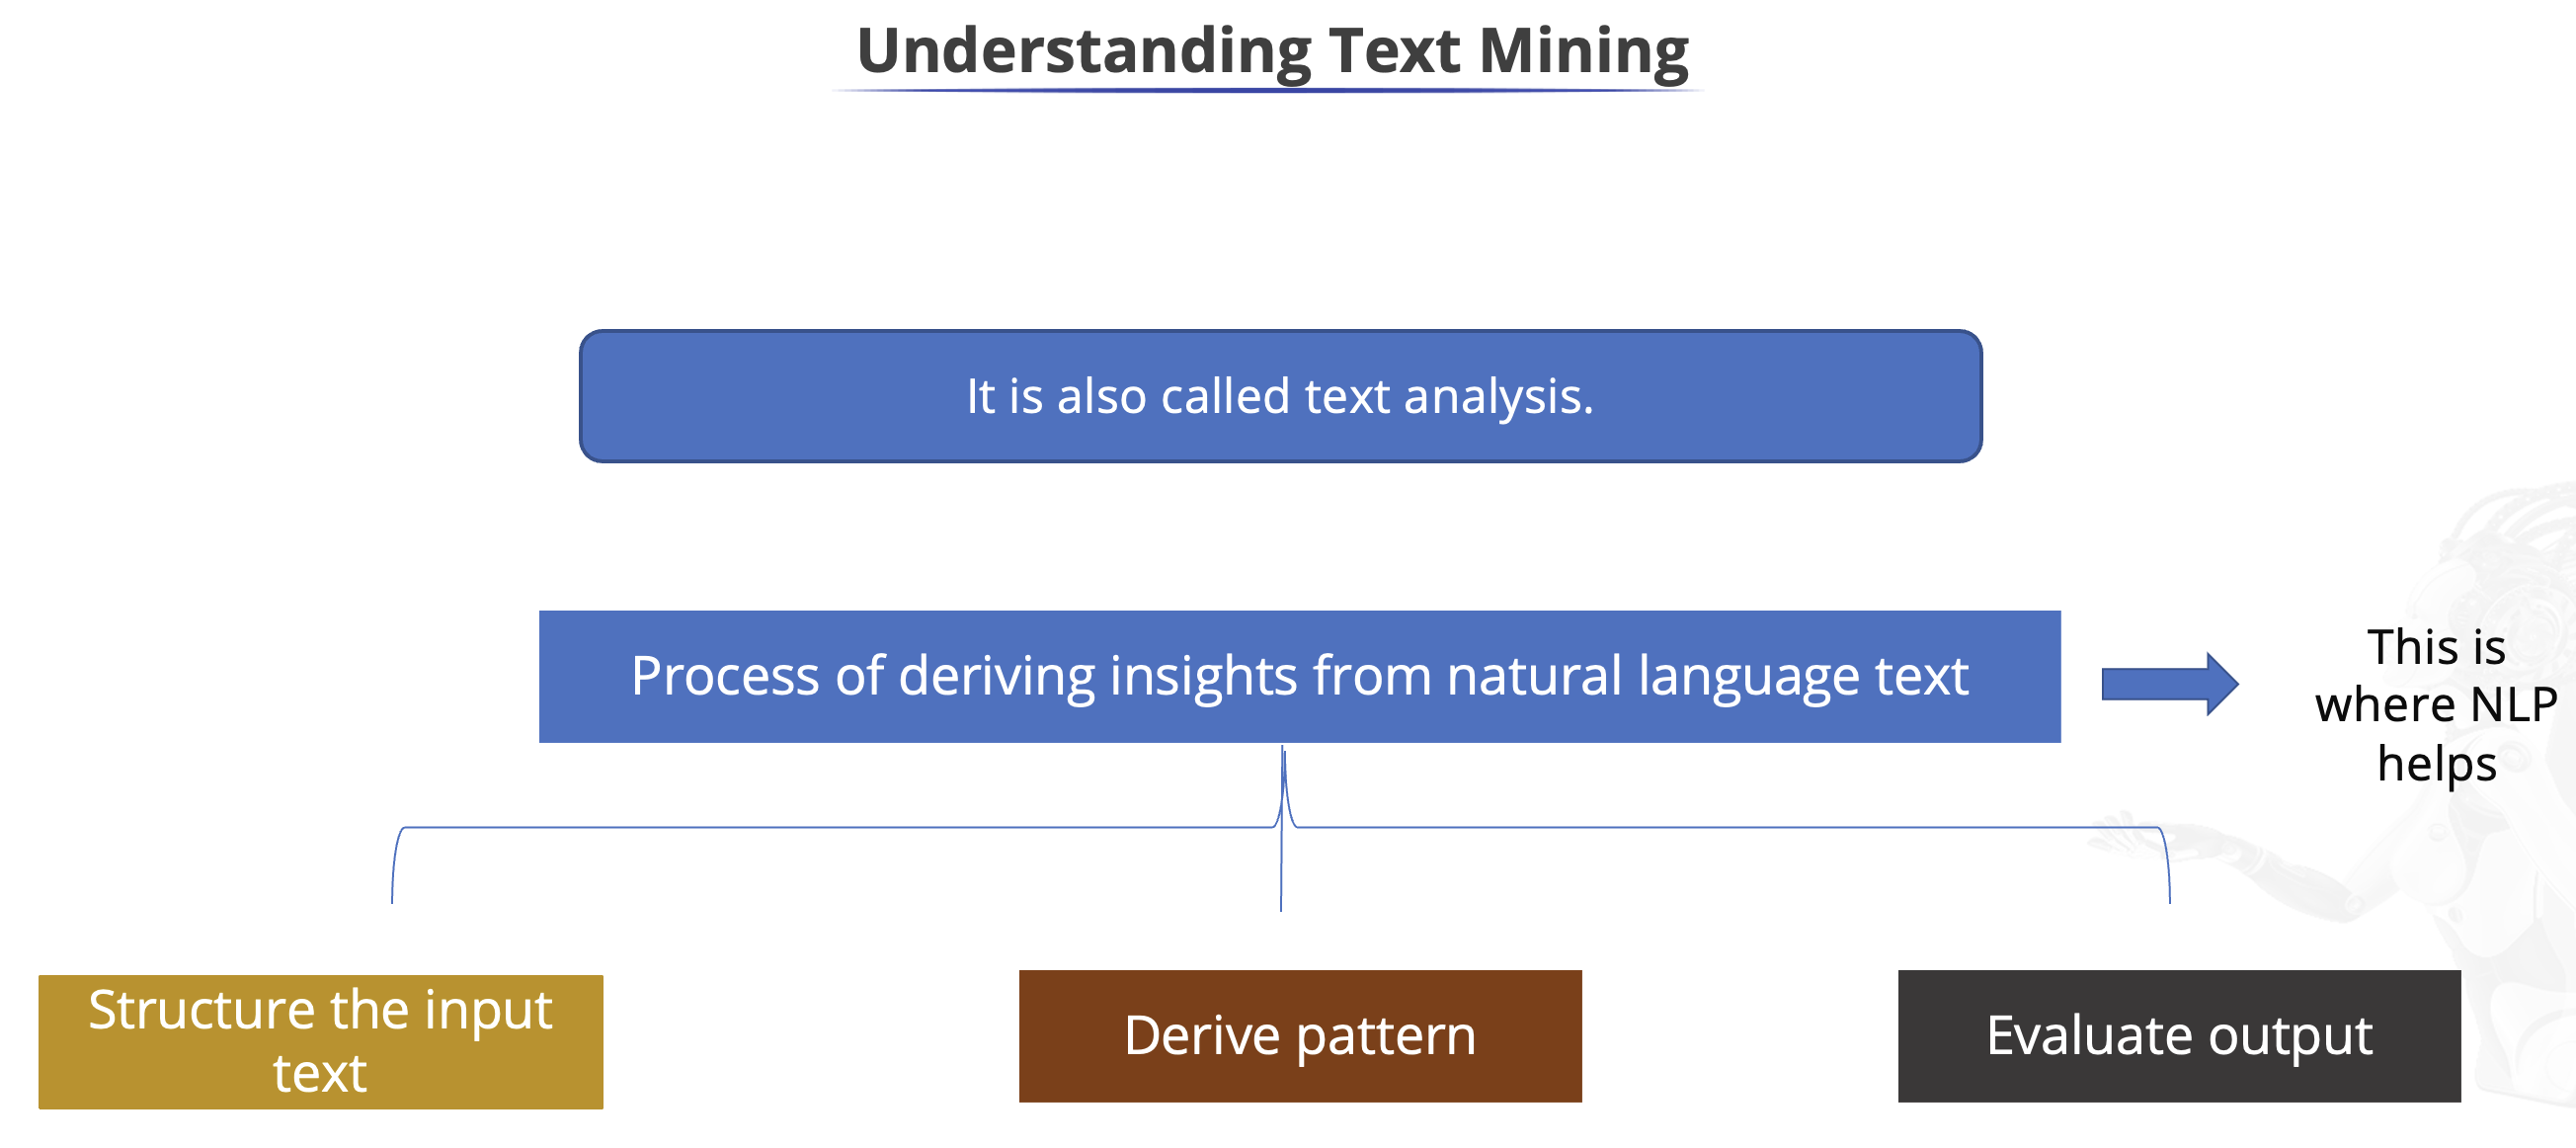 Understanding Text Mining
It is also called text analysis.
Process of deriving insights from natural language text
This is
where NLP
helps
Structure the input
text
Derive pattern
Evaluate output